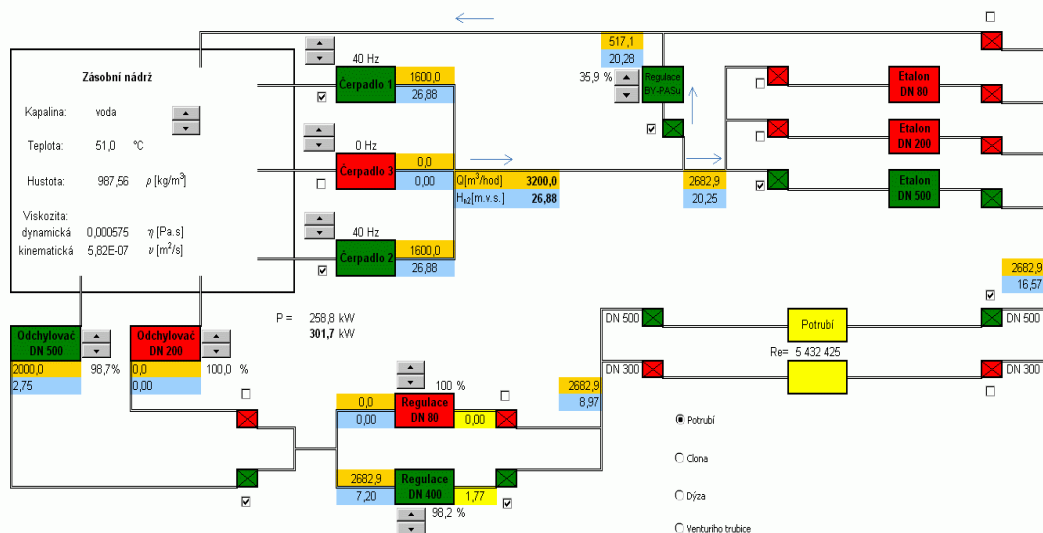 Zásobní nádrž
Kapalina: voda
Teplota: 51,0 °C
Hustota: 987,56 ρ [kg/m³]
Viskozita:
dynamická 0,000575 η [Pa.s]
kinematická 5,82E-07 ν [m²/s]
40 Hz
Čerpadlo 1
1600,0
26,88
0 Hz
Čerpadlo 3
0,0
0,00
Q[m³/hod] 3200,0
Hₕ₂[m.v.s.] 26,88
40 Hz
Čerpadlo 2
1600,0
26,88
517,1
20,28
35,9 %
Regulace
BY-PASu
2682,9
20,25
Etalon
DN 80
Etalon
DN 200
Etalon
DN 500
2682,9
16,57
P = 258,8 kW
301,7 kW
Odchylovač
DN 500
98,7%
2000,0
2,75
Odchylovač
DN 200
100,0 %
0,0
0,00
100 %
0,0
0,00
Regulace
DN 80
0,00
2682,9
7,20
Regulace
DN 400
1,77
98,2 %
2682,9
8,97
DN 500
Potrubí
DN 500
Re= 5 432 425
DN 300
DN 300
Potrubí
Clona
Dýza
Venturiho trubice